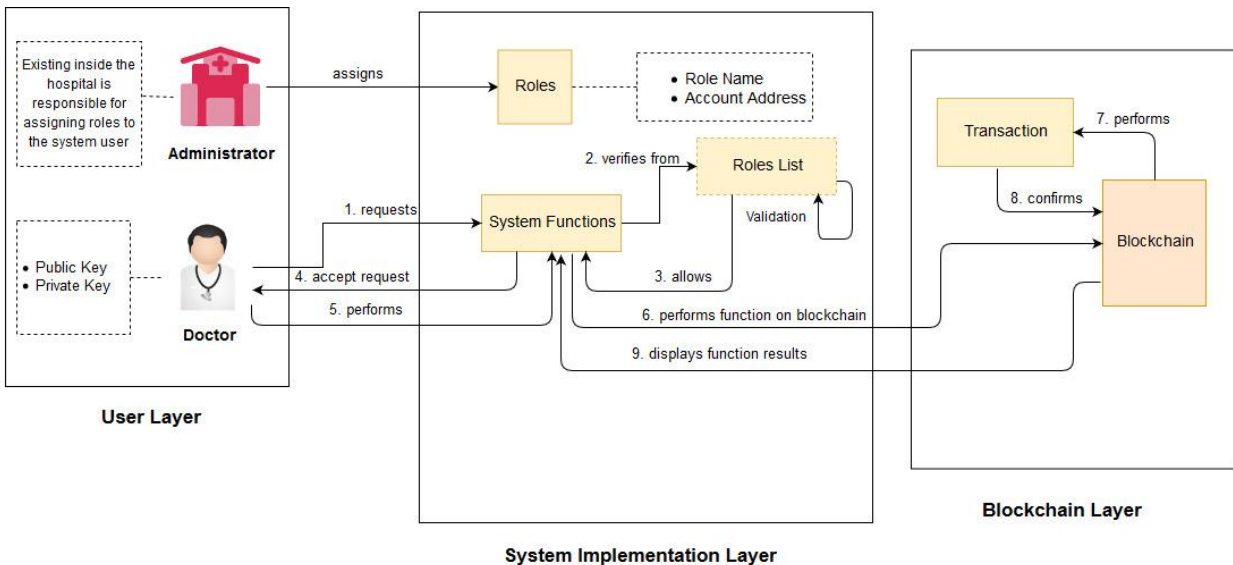 Existing inside the
hospital is
responsible for
assigning roles to
the system user
Administrator
assigns
Roles
• Role Name
• Account Address
2. verifies from
Roles List
Validation
1. requests
System Functions
• Public Key
• Private Key
4. accept request
3. allows
5. performs
Doctor
6. performs function on blockchain
9. displays function results
Transaction
7. performs
8. confirms
Blockchain
User Layer
System Implementation Layer
Blockchain Layer